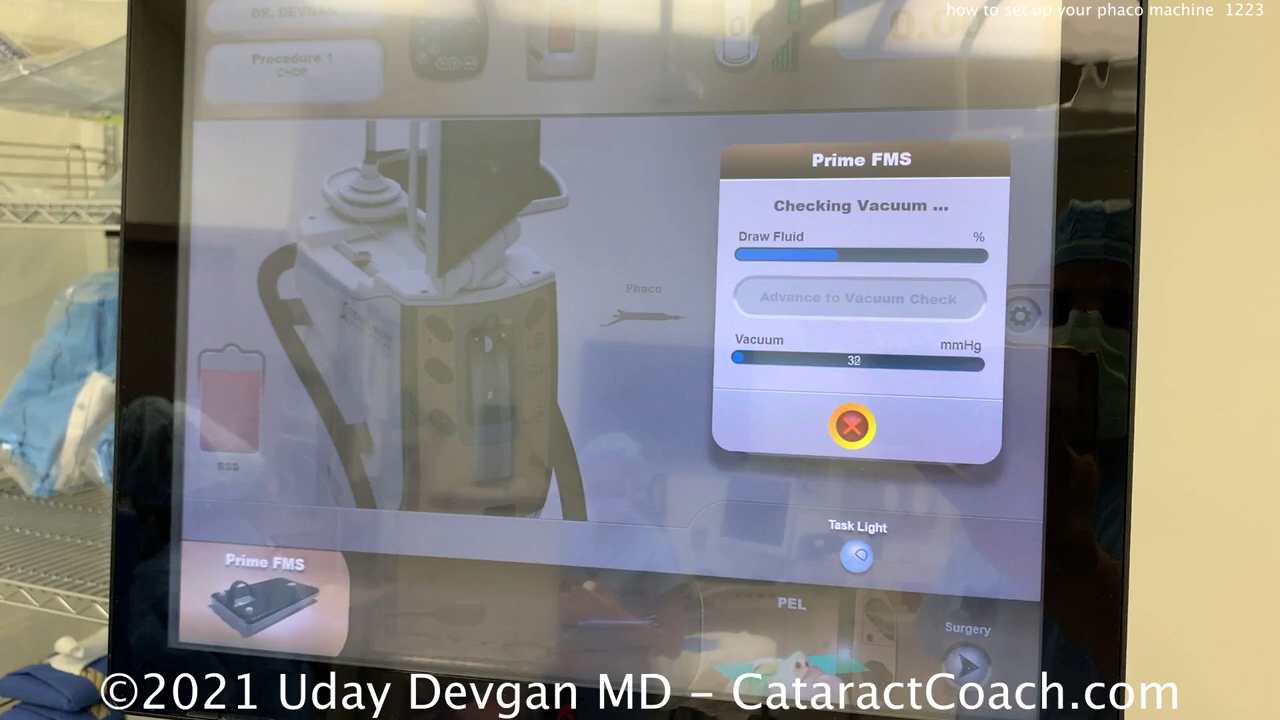 how to set up your phaco machine 1223
DR. DEVGAN
Precedure 1
CHOP
Prime FMS
Checking Vacuum ...
Draw Fluid %
Advance to Vacuum Check
Phaco
Vacuum mmHg
32
BSS
Task Light
Prime FMS
PEL
Surgery
©2021 Uday Devgan MD – CataractCoach.com